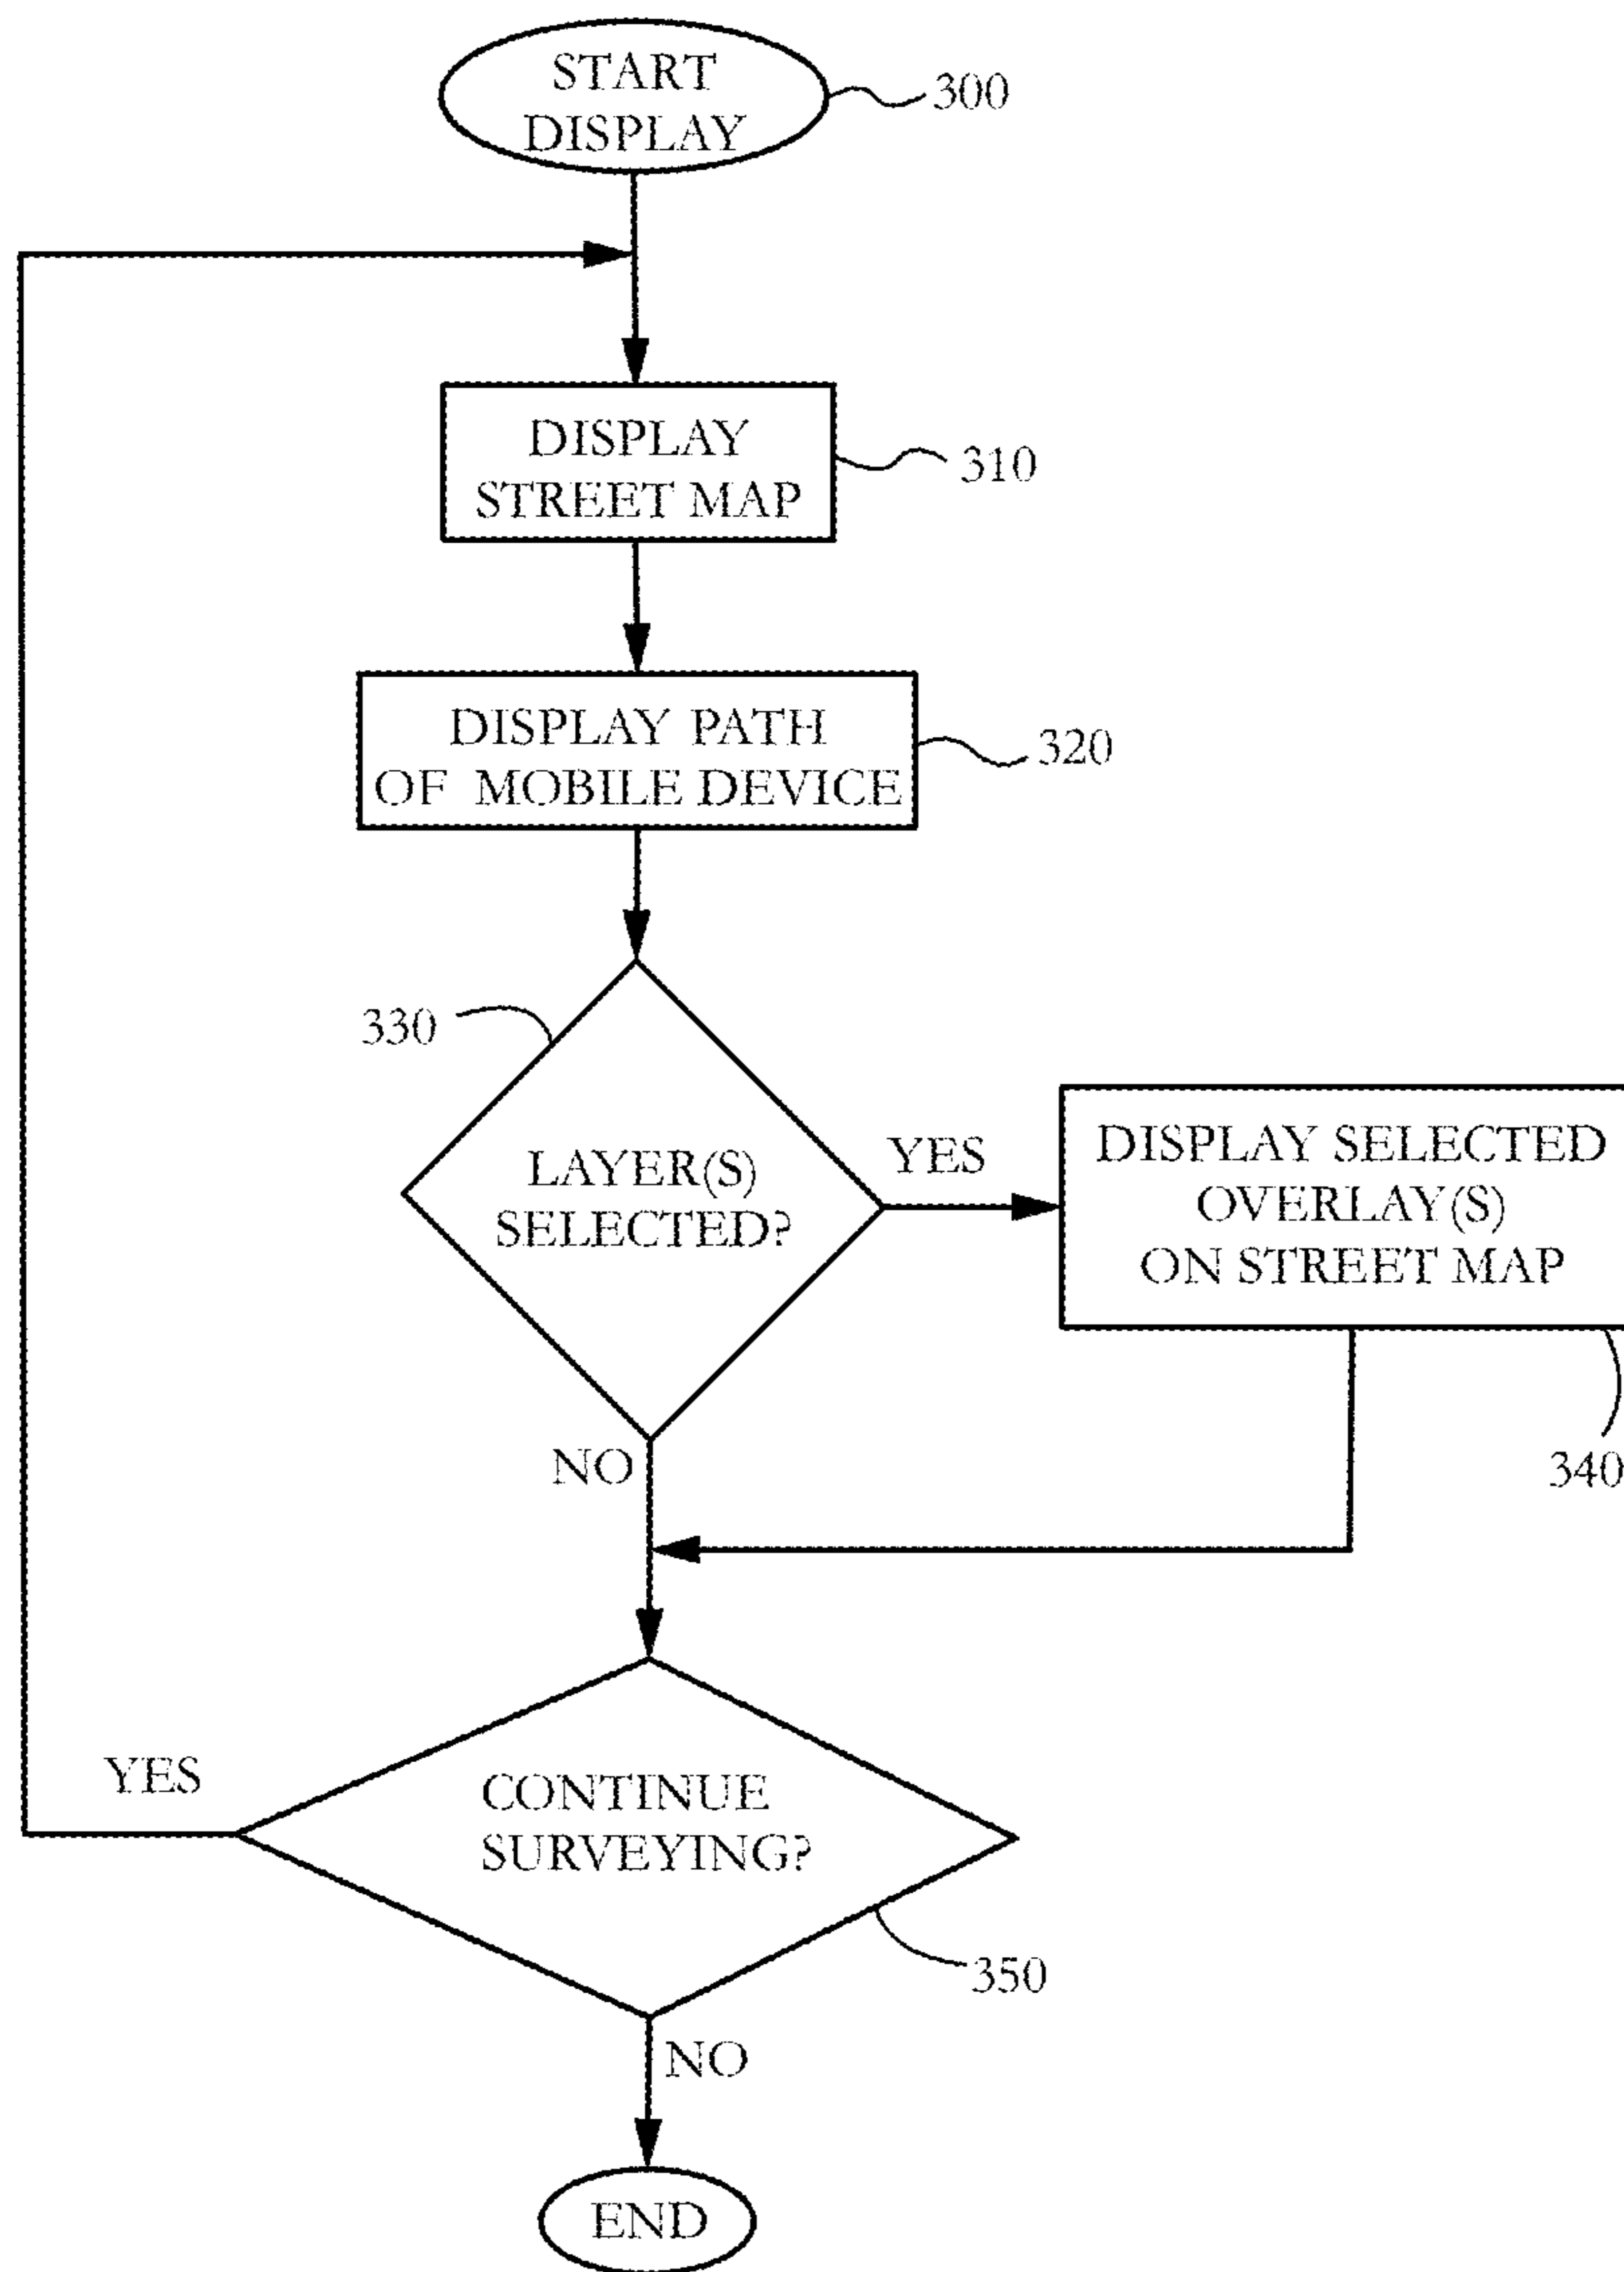 START
DISPLAY
300
DISPLAY
STREET MAP
310
DISPLAY PATH
OF MOBILE DEVICE
320
330
LAYER(S)
SELECTED?
YES
DISPLAY SELECTED
OVERLAY(S)
ON STREET MAP
NO
340
YES
CONTINUE
SURVEYING?
350
NO
END